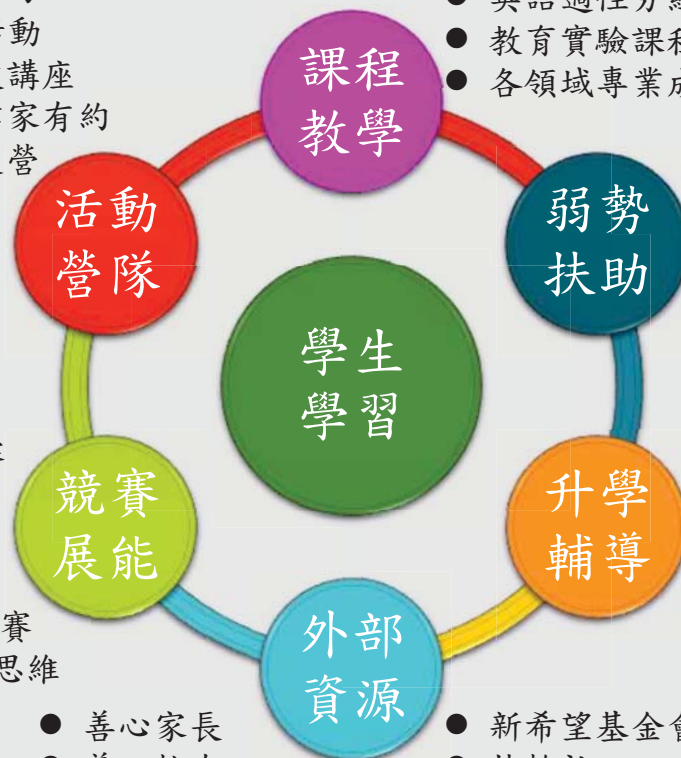 動
講座
家有約
營
教育實驗課程
各領域專業成
課程
教學
活動
營隊
弱勢
扶助
學生
學習
競賽
展能
升學
輔導
賽
思維
外部
資源
● 善心家長
● 新希望基金會